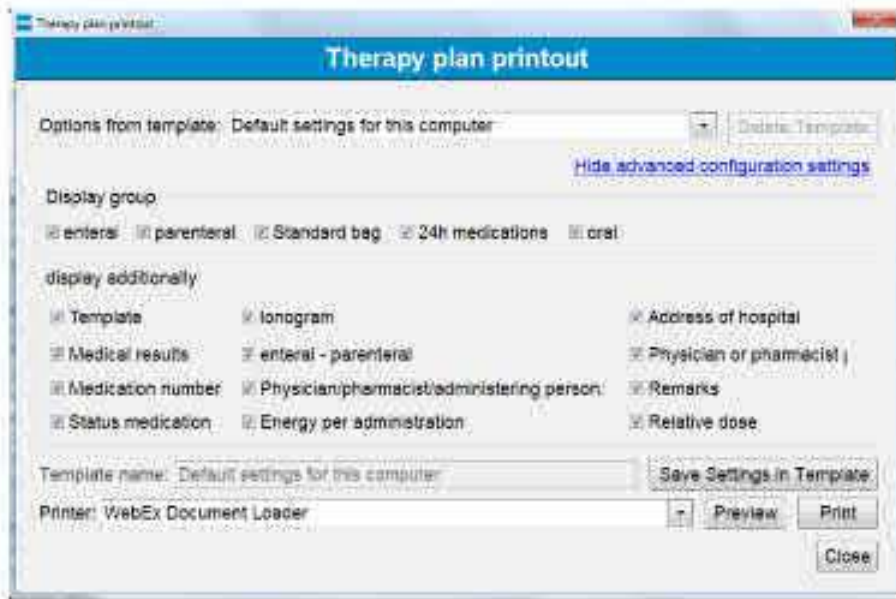 Therapy plan printout
Therapy plan printout
Options from template: Default settings for this computer Delete Template
Hide advanced configuration settings
Display group
enteral parenteral Standard bag 24h medications oral
display additionally
Template Ionogram Address of hospital
Medical results enteral - parenteral Physician or pharmacist
Medication number Physician/pharmacist/administering person: Remarks
Status medication Energy per administration Relative dose
Template name: Default settings for this computer Save Settings in Template
Printer: WebEx Document Loader Preview Print
Close